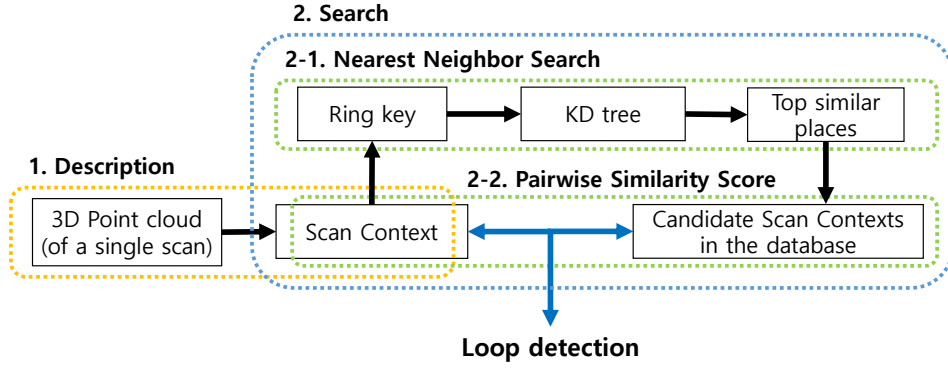 2. Search
2-1. Nearest Neighbor Search
Ring key
KD tree
Top similar
places
1. Description
2-2. Pairwise Similarity Score
3D Point cloud
(of a single scan)
Scan Context
Candidate Scan Contexts
in the database
Loop detection